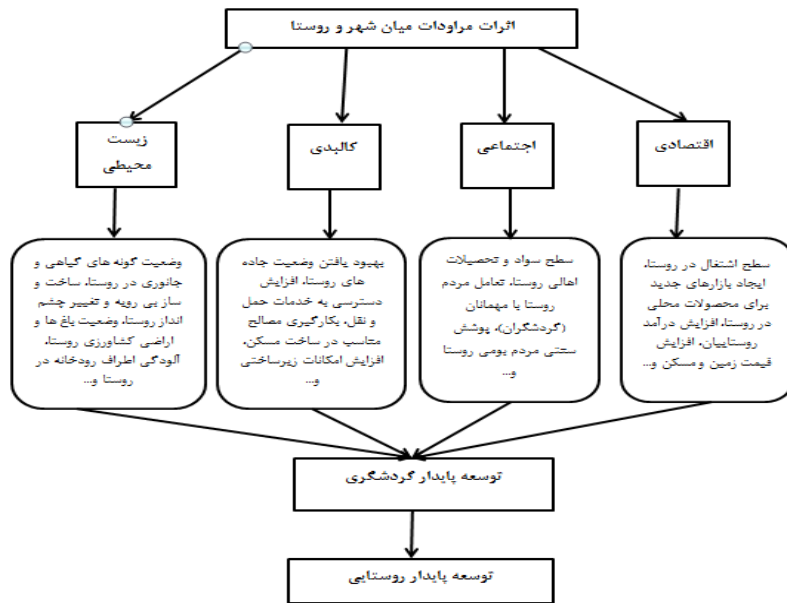 اثرات مراودات میان شهر و روستا
اقتصادی
اجتماعی
کالبدی
زیست
محیطی
سطح اشتغال در روستا،
ایجاد بازارهای جدید
برای محصولات محلی
در روستا، افزایش درآمد
روستاییان، افزایش
قیمت زمین و مسکن و...
سطح سواد و تحصیلات
اهالی روستا، تعامل مردم
روستا با مهمانان
(گردشگران)، پوشش
سنتی مردم بومی روستا
و...
بهبود یافتن وضعیت جاده
های روستا، افزایش
دسترسی به خدمات حمل
و نقل، بکارگیری مصالح
مناسب در ساخت مسکن،
افزایش امکانات زیرساختی
و...
وضعیت گونه های گیاهی و
جانوری در روستا، ساخت و
ساز بی رویه و تغییر چشم
انداز روستا، وضعیت باغ ها و
اراضی کشاورزی روستا،
آلودگی اطراف رودخانه در
روستا و...
توسعه پایدار گردشگری
توسعه پایدار روستایی